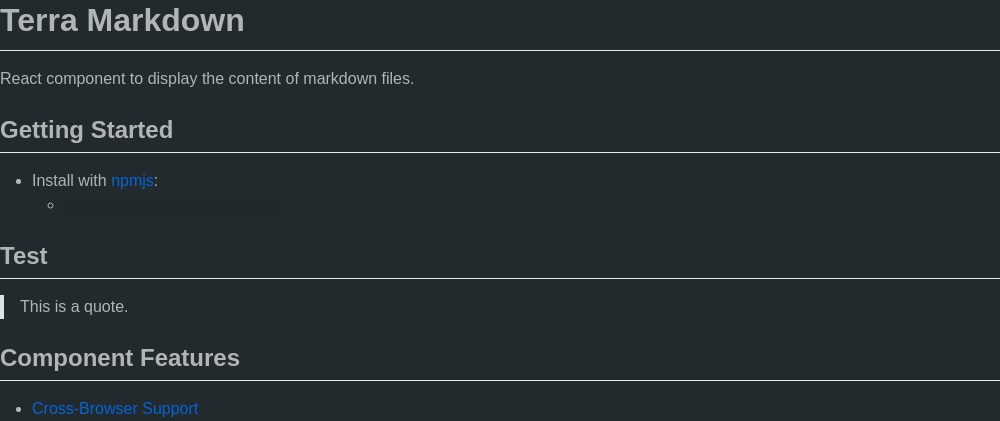 Terra Markdown
React component to display the content of markdown files.
Getting Started
Install with npmjs:
Test
This is a quote.
Component Features
Cross-Browser Support